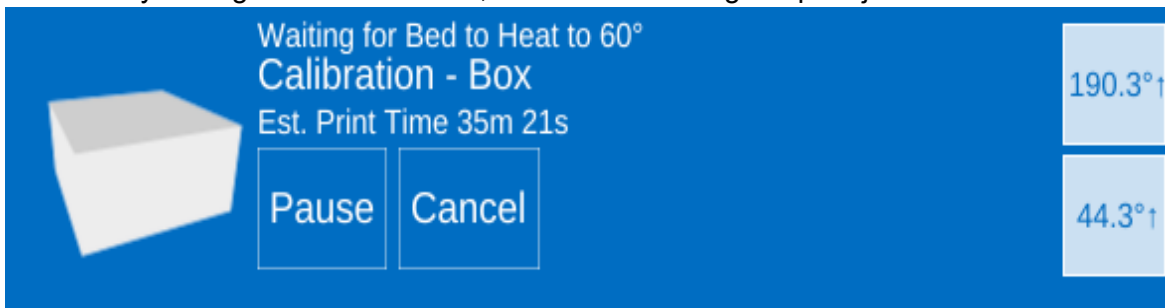 Waiting for Bed to Heat to 60°
Calibration - Box
Est. Print Time 35m 21s
Pause
Cancel
190.3°↑
44.3°↑